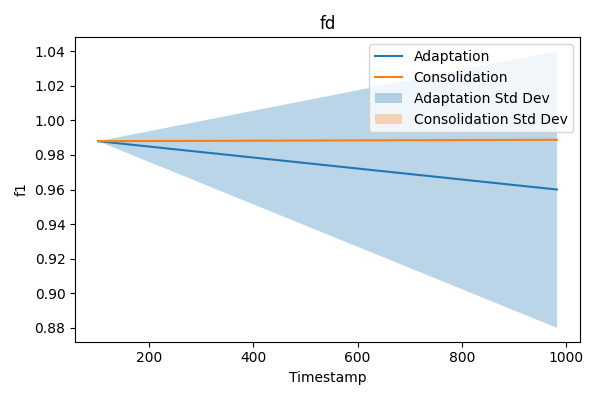 fd
Adaptation
Consolidation
Adaptation Std Dev
Consolidation Std Dev
1.04
1.02
1.00
0.98
0.96
0.94
0.92
0.90
0.88
f1
200 400 600 800 1000
Timestamp